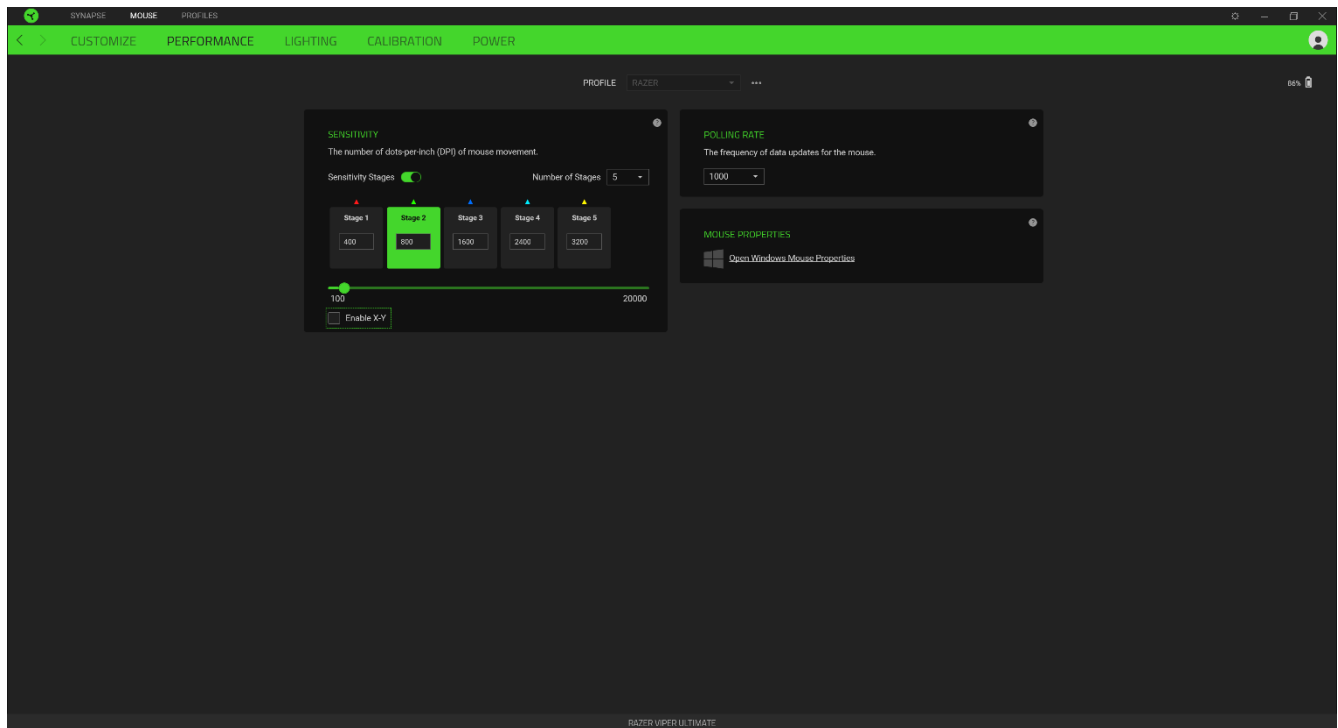 SYNAPSE MOUSE PROFILES
CUSTOMIZE PERFORMANCE LIGHTING CALIBRATION POWER
PROFILE RAZER
86%
SENSITIVITY
The number of dots-per-inch (DPI) of mouse movement.
Sensitivity Stages Number of Stages 5
Stage 1 Stage 2 Stage 3 Stage 4 Stage 5
400 800 1600 2400 3200
100 20000
Enable X-Y
POLLING RATE
The frequency of data updates for the mouse.
1000
MOUSE PROPERTIES
Open Windows Mouse Properties
RAZER VIPER ULTIMATE